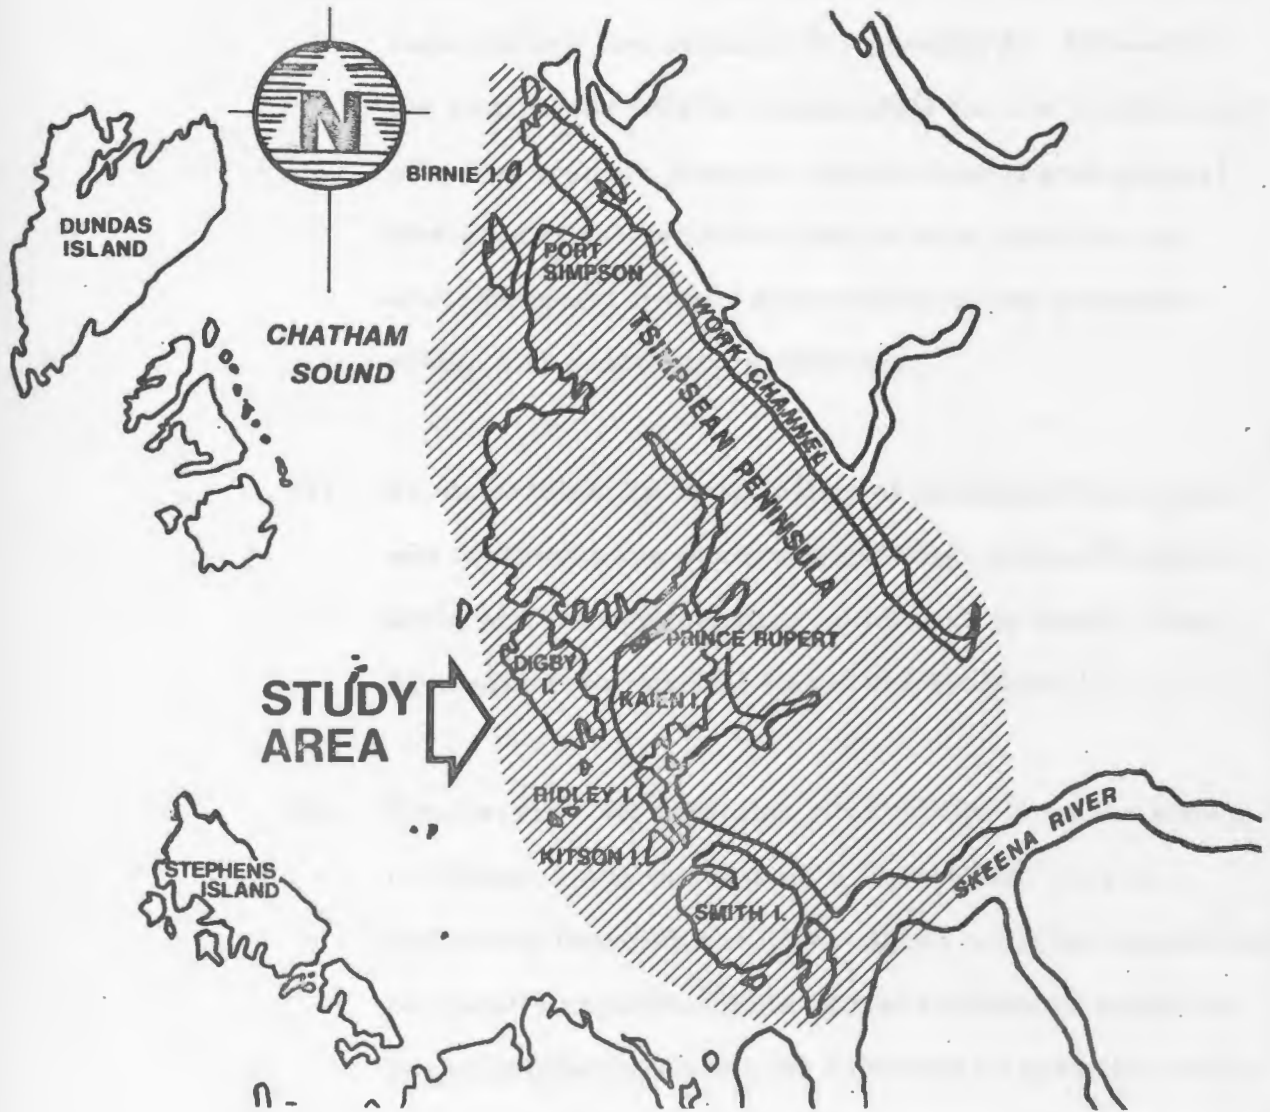 N
BIRNIE I.
DUNDAS
ISLAND
PORT
SIMPSON
CHATHAM
SOUND
WORK CHANNEL
TSIMPSEAN PENINSULA
PRINCE RUPERT
DIGBY
I.
KAIEN I.
STUDY
AREA
RIDLEY I.
KITSON I.
SKEENA RIVER
STEPHENS
ISLAND
SMITH I.